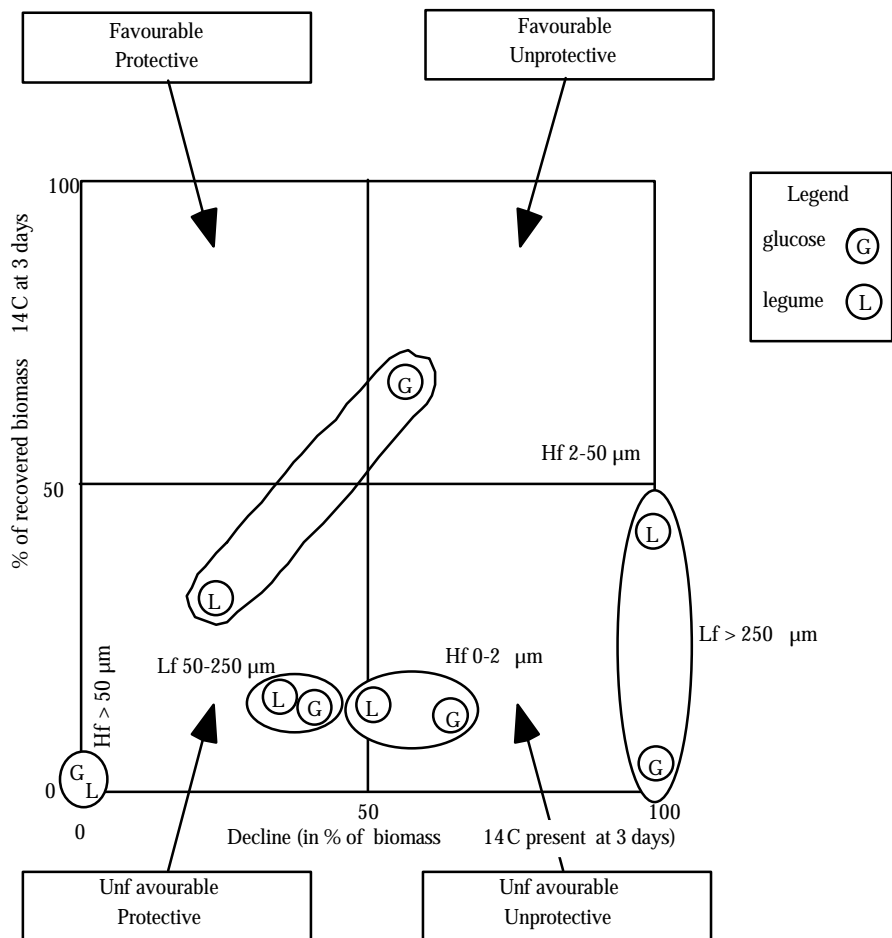 Favourable
Protective
Favourable
Unprotective
100
Legend
glucose G
legume L
% of recovered biomass 14C at 3 days
G
Hf 2-50 µm
50
L
L
Lf > 250 µm
Hf > 50 µm
Lf 50-250 µm
Hf 0-2 µm
L G
L G
G
L
G
0
0
50
100
Decline (in % of biomass 14C present at 3 days)
Unf avourable
Protective
Unf avourable
Unprotective